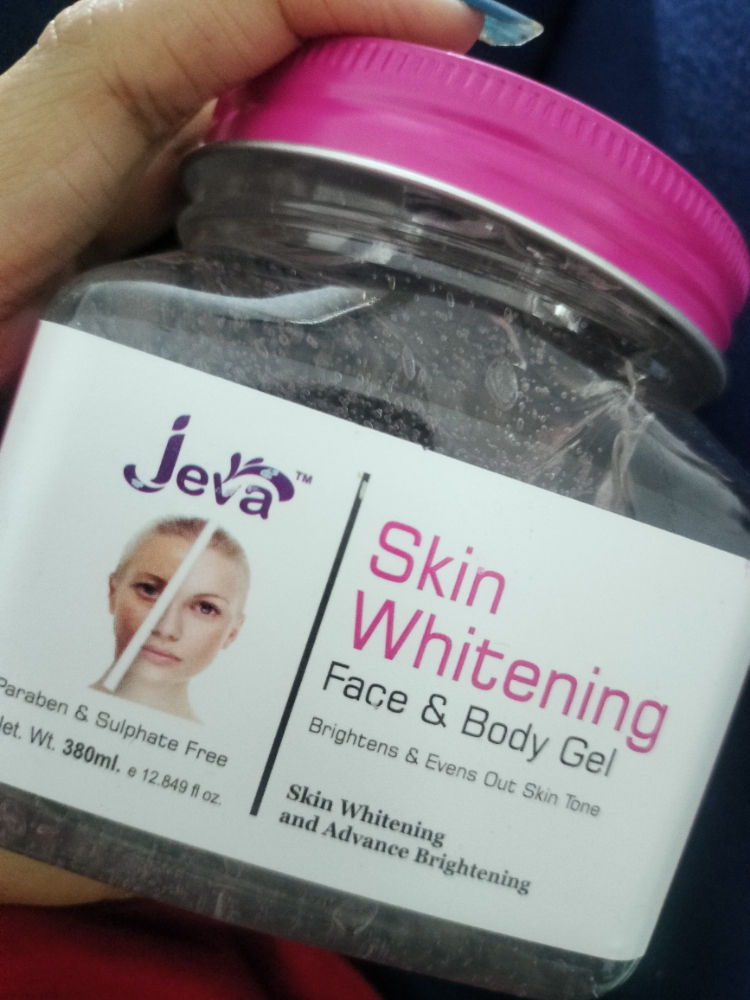 Jeva™
Paraben & Sulphate Free
Net. Wt. 380ml. e 12.849 fl oz.
Skin
Whitening
Face & Body Gel
Brightens & Evens Out Skin Tone
Skin Whitening
and Advance Brightening